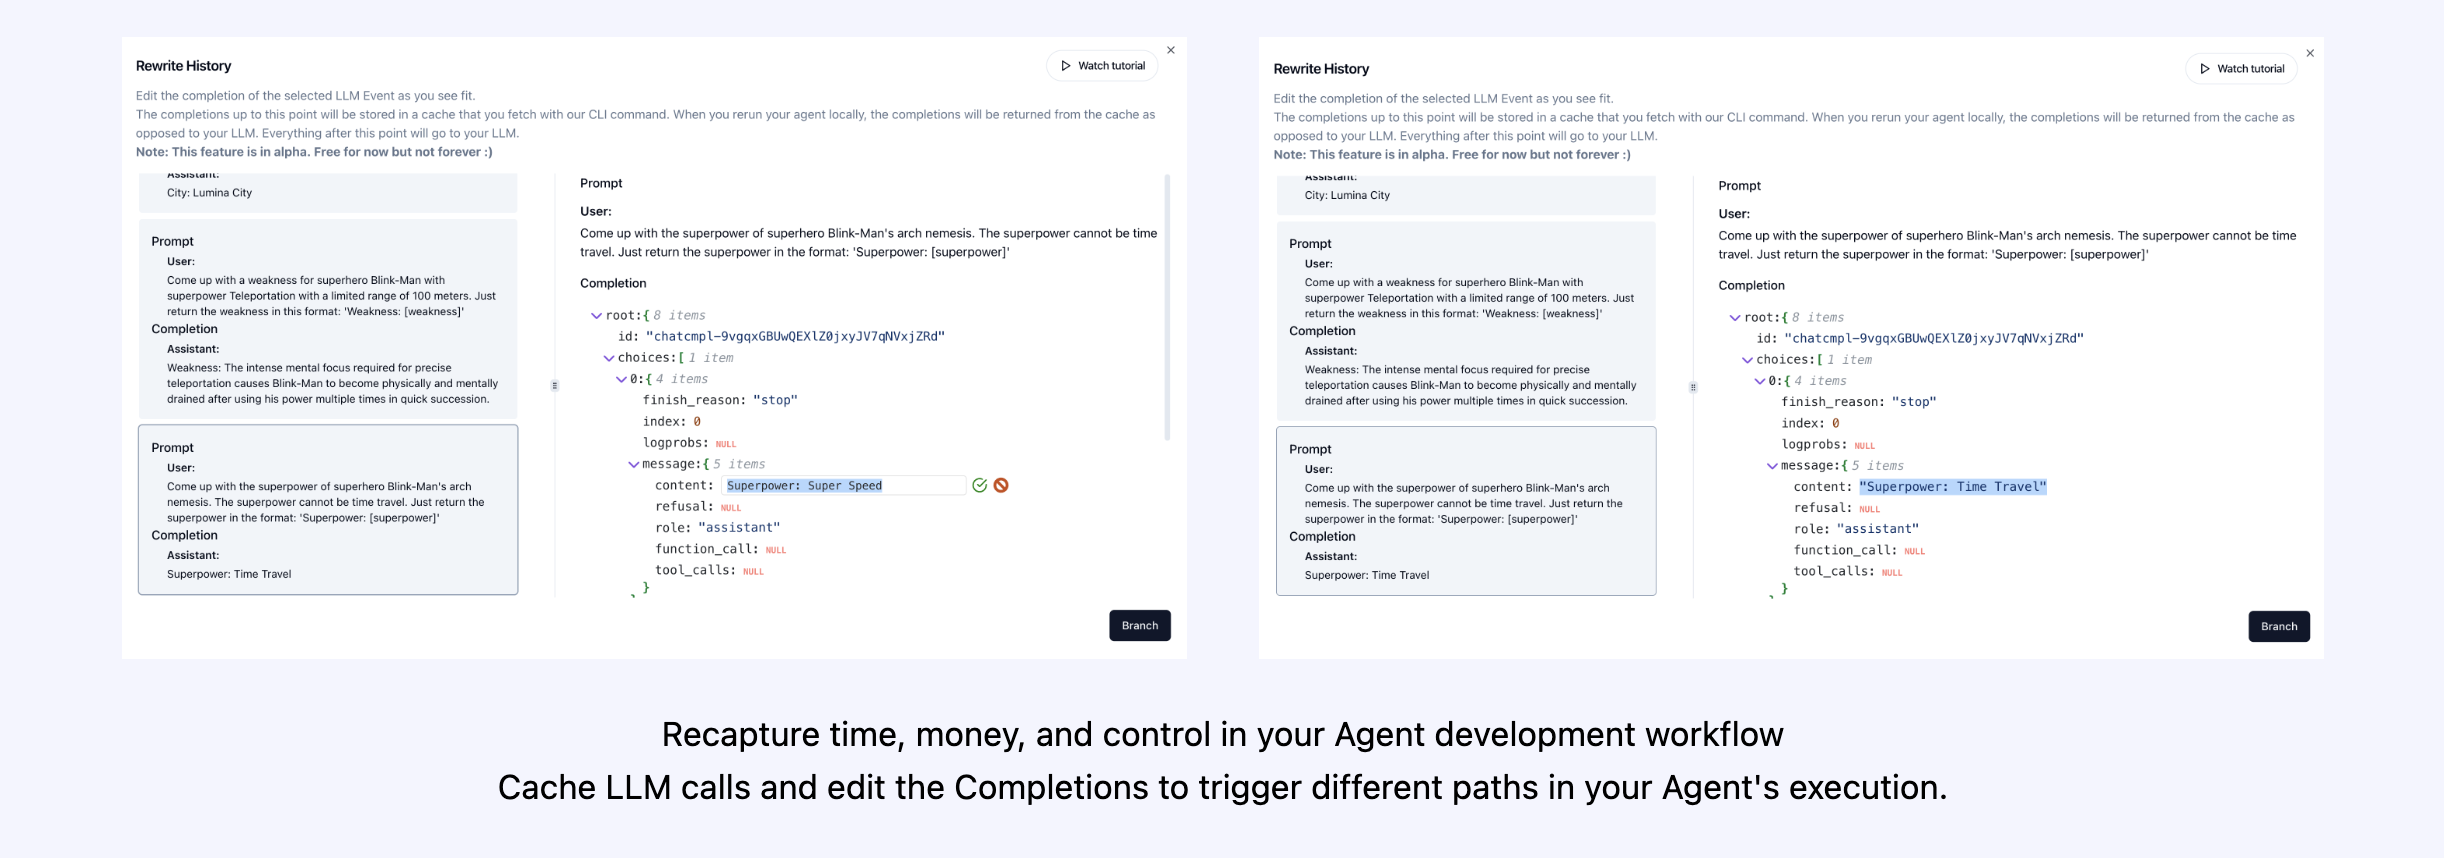 Rewrite History
Watch tutorial
Edit the completion of the selected LLM Event as you see fit.
The completions up to this point will be stored in a cache that you fetch with our CLI command. When you rerun your agent locally, the completions will be returned from the cache as
opposed to your LLM. Everything after this point will go to your LLM.
Note: This feature is in alpha. Free for now but not forever :)
Assistant:
City: Lumina City
Prompt
User:
Come up with a weakness for superhero Blink-Man with
superpower Teleportation with a limited range of 100 meters. Just
return the weakness in this format: 'Weakness: [weakness]'
Completion
Assistant:
Weakness: The intense mental focus required for precise
teleportation causes Blink-Man to become physically and mentally
drained after using his power multiple times in quick succession.
Prompt
User:
Come up with the superpower of superhero Blink-Man's arch
nemesis. The superpower cannot be time travel. Just return the
superpower in the format: 'Superpower: [superpower]'
Completion
Assistant:
Superpower: Time Travel
Prompt
User:
Come up with the superpower of superhero Blink-Man's arch nemesis. The superpower cannot be time
travel. Just return the superpower in the format: 'Superpower: [superpower]'
Completion
root:{ 8 items
id: "chatcmpl-9vgqxGBUwQEXlZ0jxyJV7qNVxjZRd"
choices:[ 1 item
0:{ 4 items
finish_reason: "stop"
index: 0
logprobs: NULL
message:{ 5 items
content: Superpower: Super Speed
refusal: NULL
role: "assistant"
function_call: NULL
tool_calls: NULL
}
Branch
Rewrite History
Watch tutorial
Edit the completion of the selected LLM Event as you see fit.
The completions up to this point will be stored in a cache that you fetch with our CLI command. When you rerun your agent locally, the completions will be returned from the cache as
opposed to your LLM. Everything after this point will go to your LLM.
Note: This feature is in alpha. Free for now but not forever :)
Assistant:
City: Lumina City
Prompt
User:
Come up with a weakness for superhero Blink-Man with
superpower Teleportation with a limited range of 100 meters. Just
return the weakness in this format: 'Weakness: [weakness]'
Completion
Assistant:
Weakness: The intense mental focus required for precise
teleportation causes Blink-Man to become physically and mentally
drained after using his power multiple times in quick succession.
Prompt
User:
Come up with the superpower of superhero Blink-Man's arch
nemesis. The superpower cannot be time travel. Just return the
superpower in the format: 'Superpower: [superpower]'
Completion
Assistant:
Superpower: Time Travel
Prompt
User:
Come up with the superpower of superhero Blink-Man's arch nemesis. The superpower cannot be time
travel. Just return the superpower in the format: 'Superpower: [superpower]'
Completion
root:{ 8 items
id: "chatcmpl-9vgqxGBUwQEXlZ0jxyJV7qNVxjZRd"
choices:[ 1 item
0:{ 4 items
finish_reason: "stop"
index: 0
logprobs: NULL
message:{ 5 items
content: "Superpower: Time Travel"
refusal: NULL
role: "assistant"
function_call: NULL
tool_calls: NULL
}
Branch
Recapture time, money, and control in your Agent development workflow
Cache LLM calls and edit the Completions to trigger different paths in your Agent's execution.